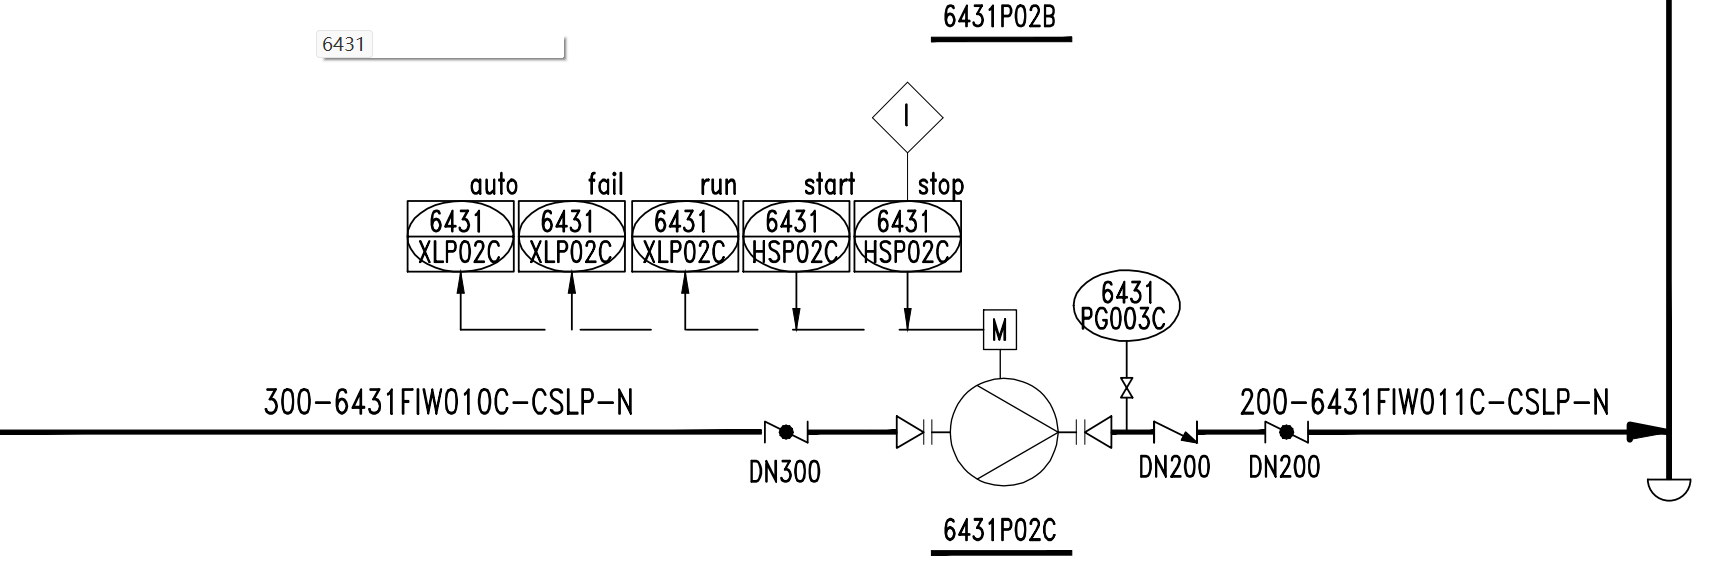 6431P02B
6431
I
auto
fail
run
start
stop
6431
XLP02C
6431
XLP02C
6431
XLP02C
6431
HSP02C
6431
HSP02C
6431
PG003C
M
300-6431FIW010C-CSLP-N
200-6431FIW011C-CSLP-N
DN300
DN200
DN200
6431P02C